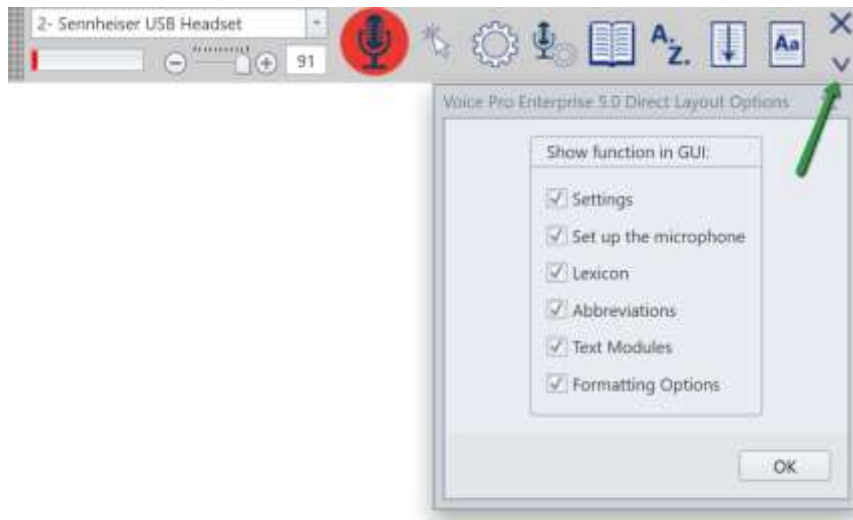 2- Sennheiser USB Headset
91
A.
Z.
Aa
Voice Pro Enterprise 5.0 Direct Layout Options
Show function in GUI:
Settings
Set up the microphone
Lexicon
Abbreviations
Text Modules
Formatting Options
OK